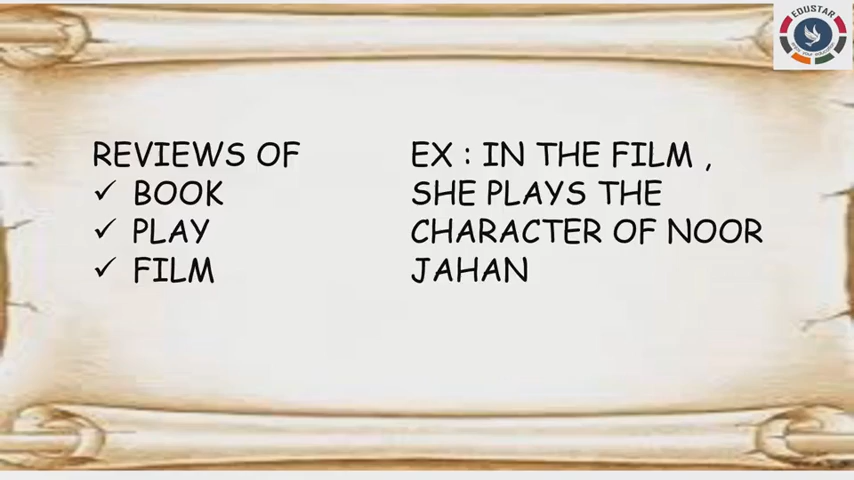 EDUSTAR
REVIEWS OF
✓ BOOK
✓ PLAY
✓ FILM
EX : IN THE FILM ,
SHE PLAYS THE
CHARACTER OF NOOR
JAHAN